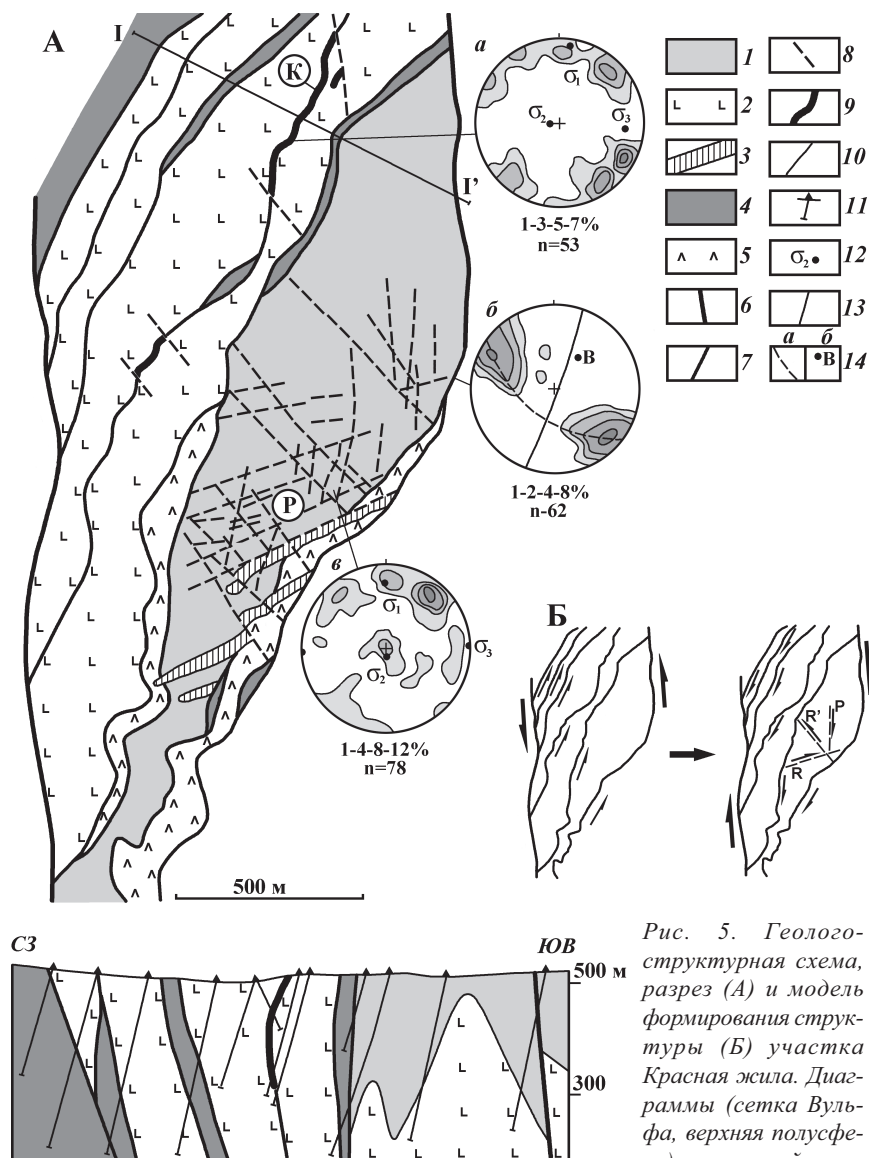 А
I
К
I'
Р
500 м
а
σ1
σ2
σ3
1-3-5-7%
n=53
б
В
1-2-4-8%
n-62
в
σ1
σ2
σ3
1-4-8-12%
n=78
1
2
3
4
5
6
7
8
9
10
11
σ2
12
13
а б
В
14
Б
R'
P
R
СЗ
ЮВ
500 м
300
Рис. 5. Геолого-
структурная схема,
разрез (А) и модель
формирования струк-
туры (Б) участка
Красная жила. Диаг-
раммы (сетка Вуль-
фа, верхняя полусфе-